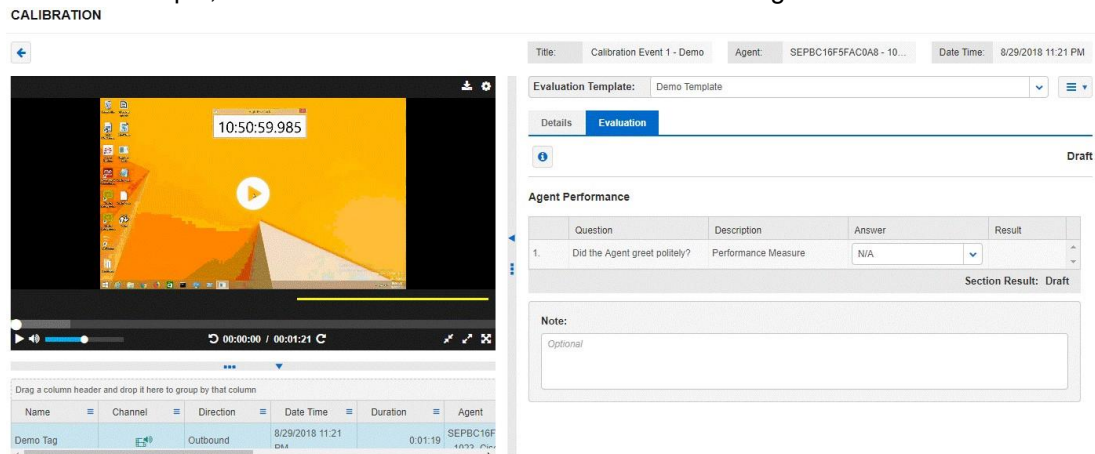 CALIBRATION
Title: Calibration Event 1 - Demo Agent: SEPBC16F5FAC0A8 - 10... Date Time: 8/29/2018 11:21 PM
Evaluation Template: Demo Template
Details Evaluation
Draft
10:50:59.985
Agent Performance
Question Description Answer Result
1. Did the Agent greet politely? Performance Measure N/A
Section Result: Draft
Note:
Optional
00:00:00 / 00:01:21
Drag a column header and drop it here to group by that column
Name Channel Direction Date Time Duration Agent
Demo Tag Outbound 8/29/2018 11:21 0:01:19 SEPBC16F